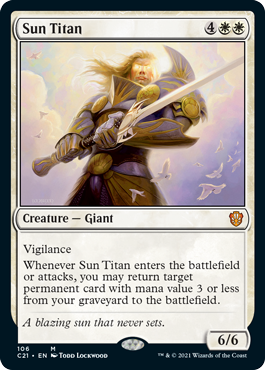 Sun Titan 4
Creature — Giant
Vigilance
Whenever Sun Titan enters the battlefield
or attacks, you may return target
permanent card with mana value 3 or less
from your graveyard to the battlefield.
A blazing sun that never sets.
6/6
106 M
C21 • EN Todd Lockwood
™ & © 2021 Wizards of the Coast